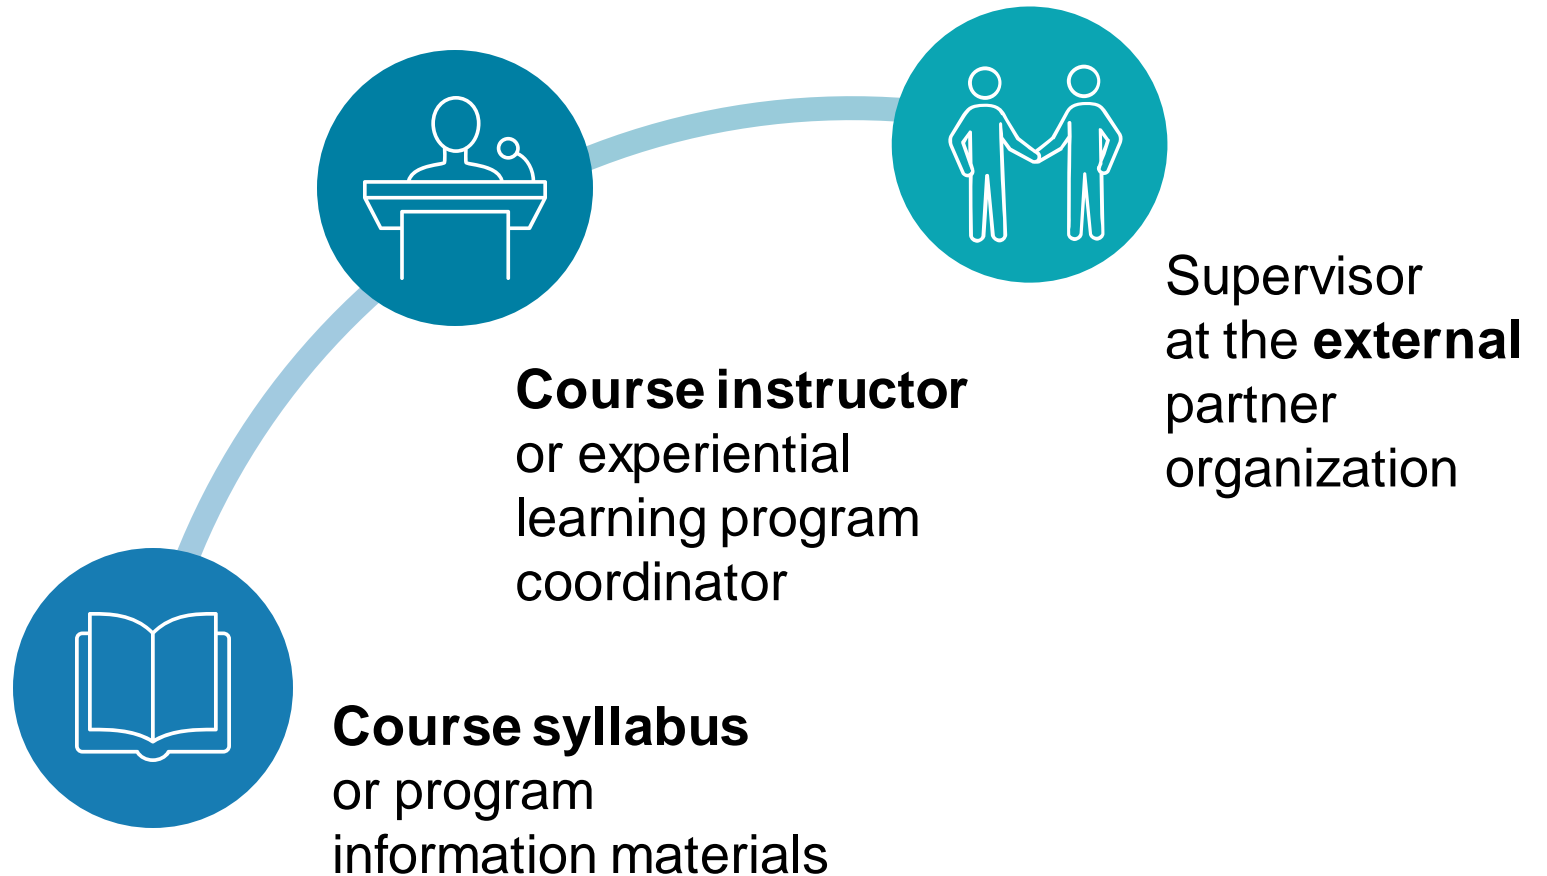 Supervisor
at the external
partner
organization
Course instructor
or experiential
learning program
coordinator
Course syllabus
or program
information materials